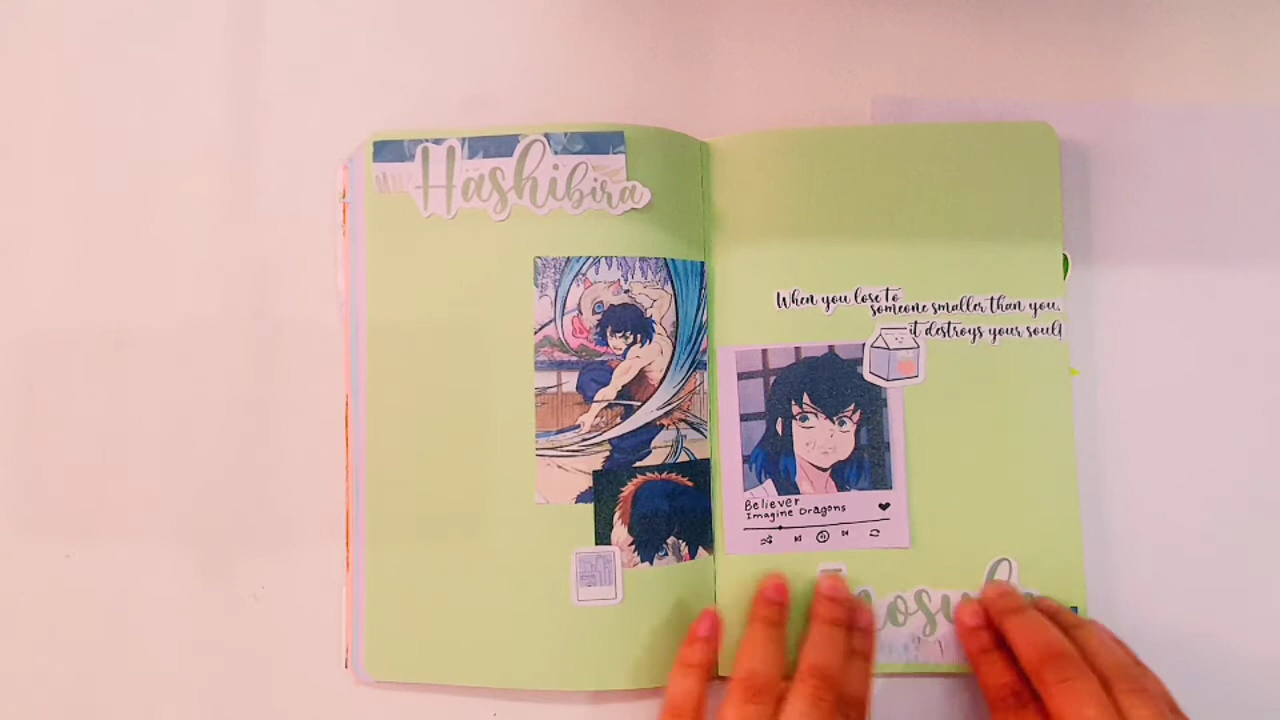 Hashibira
When you lose to
someone smaller than you,
it destroys your soul!
Believer
Imagine Dragons